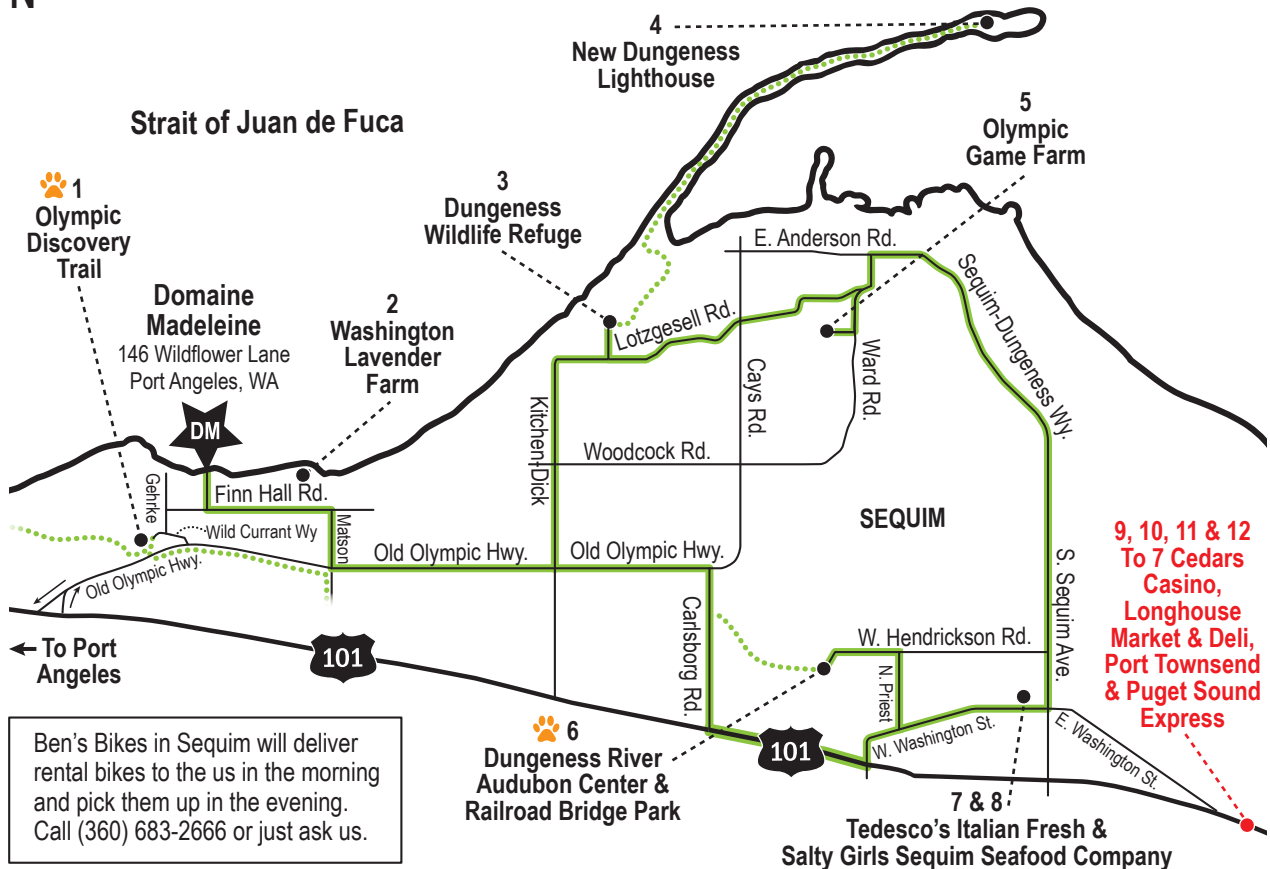 N
4
New Dungeness
Lighthouse
Strait of Juan de Fuca
5
Olympic
Game Farm
1
Olympic
Discovery
Trail
3
Dungeness
Wildlife Refuge
E. Anderson Rd.
Domaine
Madeleine
146 Wildflower Lane
Port Angeles, WA
2
Washington
Lavender
Farm
Lotzgesell Rd.
Sequim-Dungeness Wy.
Cays Rd.
Ward Rd.
Kitchen-Dick
DM
Woodcock Rd.
Gehrke
Finn Hall Rd.
Wild Currant Wy
Matson
SEQUIM
Old Olympic Hwy.
Old Olympic Hwy.
Old Olympic Hwy.
S. Sequim Ave.
9, 10, 11 & 12
To 7 Cedars
Casino,
Longhouse
Market & Deli,
Port Townsend
& Puget Sound
Express
To Port
Angeles
101
Carlsborg Rd.
W. Hendrickson Rd.
N. Priest
W. Washington St.
E. Washington St.
101
6
Dungeness River
Audubon Center &
Railroad Bridge Park
7 & 8
Tedesco's Italian Fresh &
Salty Girls Sequim Seafood Company
Ben's Bikes in Sequim will deliver
rental bikes to the us in the morning
and pick them up in the evening.
Call (360) 683-2666 or just ask us.